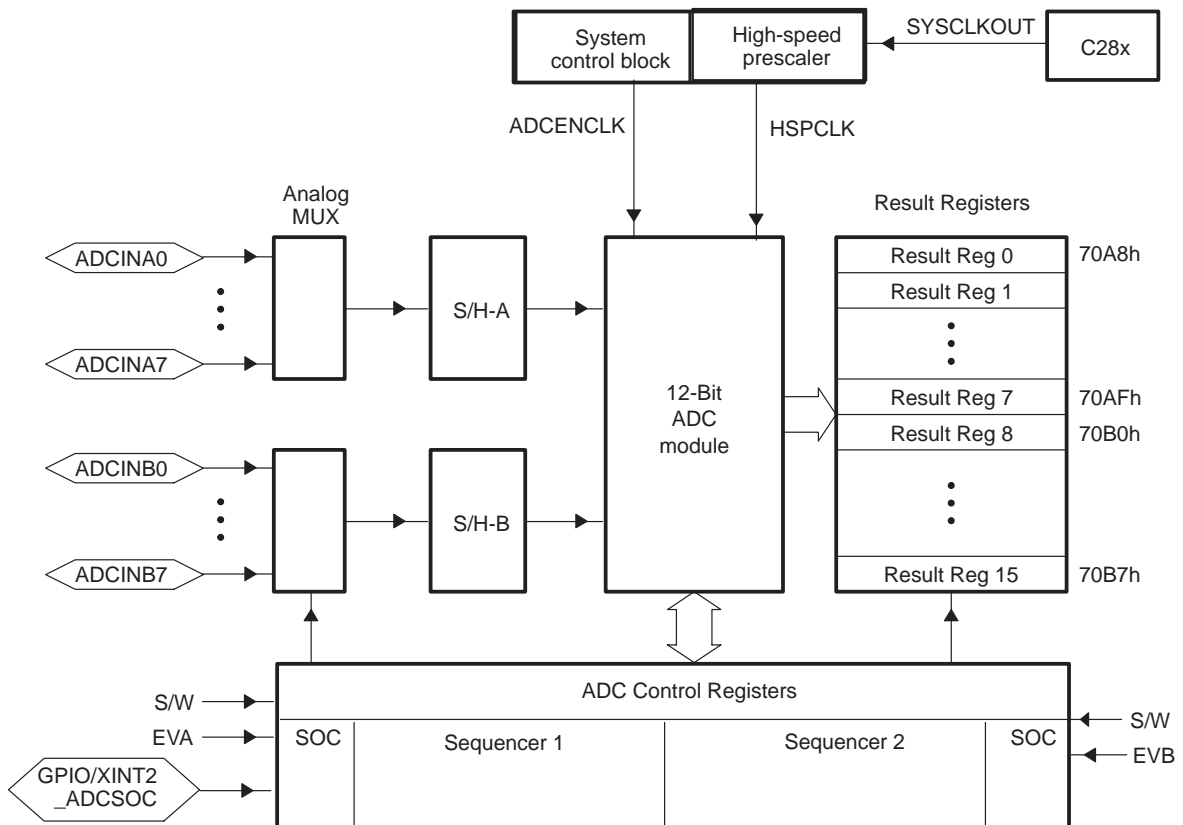 System
control block
High-speed
prescaler
SYSCLKOUT
C28x
ADCENCLK
HSPCLK
Analog
MUX
Result Registers
ADCINA0
ADCINA7
S/H-A
12-Bit
ADC
module
Result Reg 0
70A8h
Result Reg 1
Result Reg 7
70AFh
Result Reg 8
70B0h
ADCINB0
ADCINB7
S/H-B
Result Reg 15
70B7h
ADC Control Registers
S/W
EVA
GPIO/XINT2
_ADCSOC
SOC
Sequencer 1
Sequencer 2
SOC
S/W
EVB